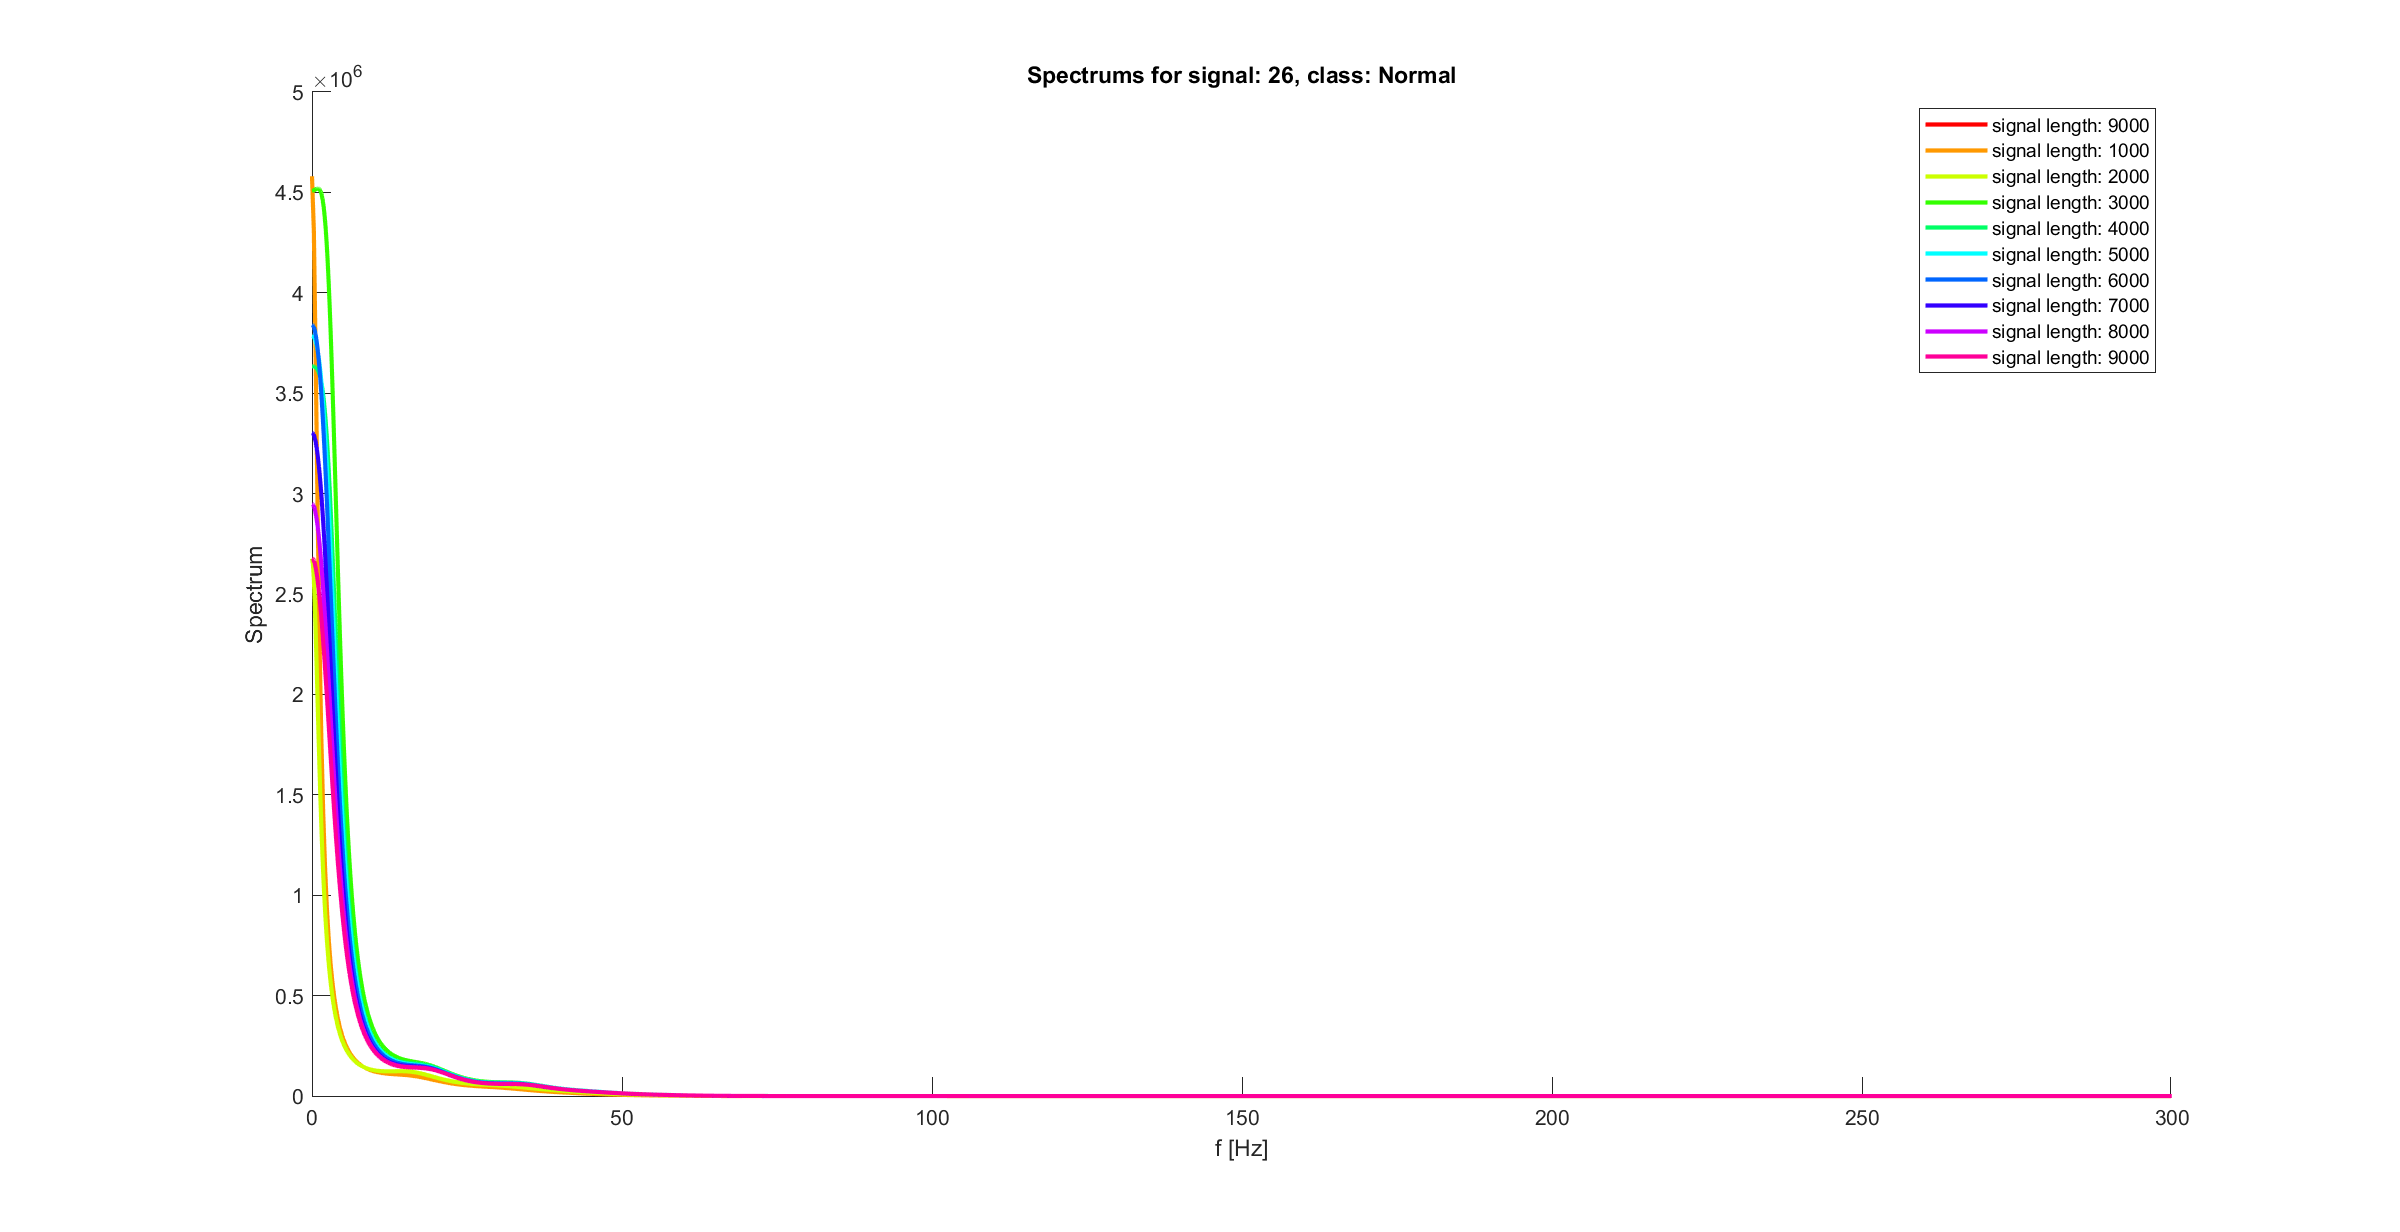 Spectrums for signal: 26, class: Normal
×10^6
5
4.5
4
3.5
3
2.5
2
1.5
1
0.5
0
Spectrum
signal length: 9000
signal length: 1000
signal length: 2000
signal length: 3000
signal length: 4000
signal length: 5000
signal length: 6000
signal length: 7000
signal length: 8000
signal length: 9000
0 50 100 150 200 250 300
f [Hz]